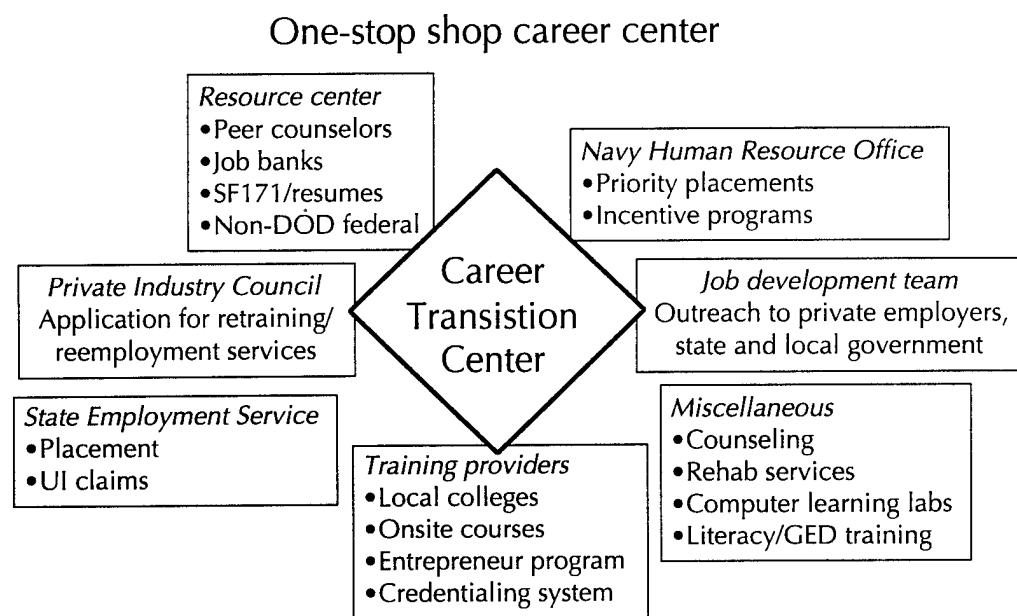 One-stop shop career center
Resource center
•Peer counselors
•Job banks
•SF171/resumes
•Non-DOD federal
Navy Human Resource Office
•Priority placements
•Incentive programs
Private Industry Council
Application for retraining/
reemployment services
Career
Transistion
Center
Job development team
Outreach to private employers,
state and local government
State Employment Service
•Placement
•UI claims
Training providers
•Local colleges
•Onsite courses
•Entrepreneur program
•Credentialing system
Miscellaneous
•Counseling
•Rehab services
•Computer learning labs
•Literacy/GED training